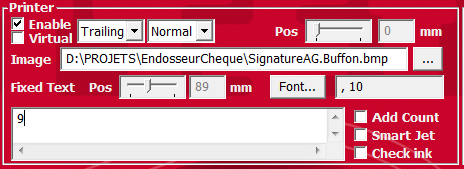 Printer
Enable
Virtual
Trailing
Normal
Pos
0
mm
Image
D:\PROJETS\EndosseurCheque\SignatureAG.Buffon.bmp
...
Fixed Text
Pos
89
mm
Font...
, 10
9
Add Count
Smart Jet
Check ink